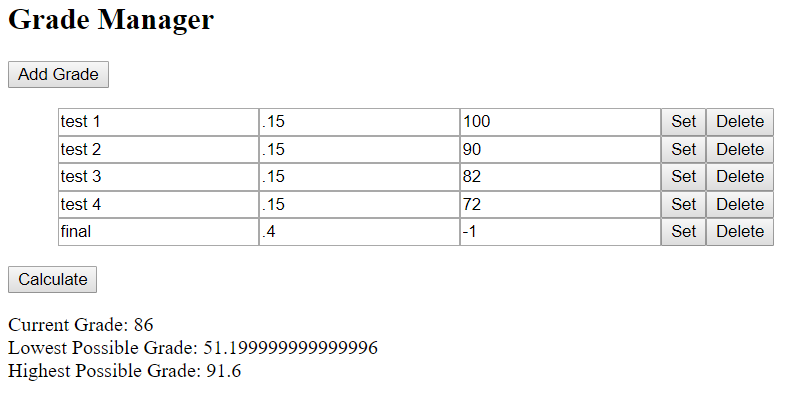 Grade Manager
Add Grade
test 1 .15 100 Set Delete
test 2 .15 90 Set Delete
test 3 .15 82 Set Delete
test 4 .15 72 Set Delete
final .4 -1 Set Delete
Calculate
Current Grade: 86
Lowest Possible Grade: 51.199999999999996
Highest Possible Grade: 91.6